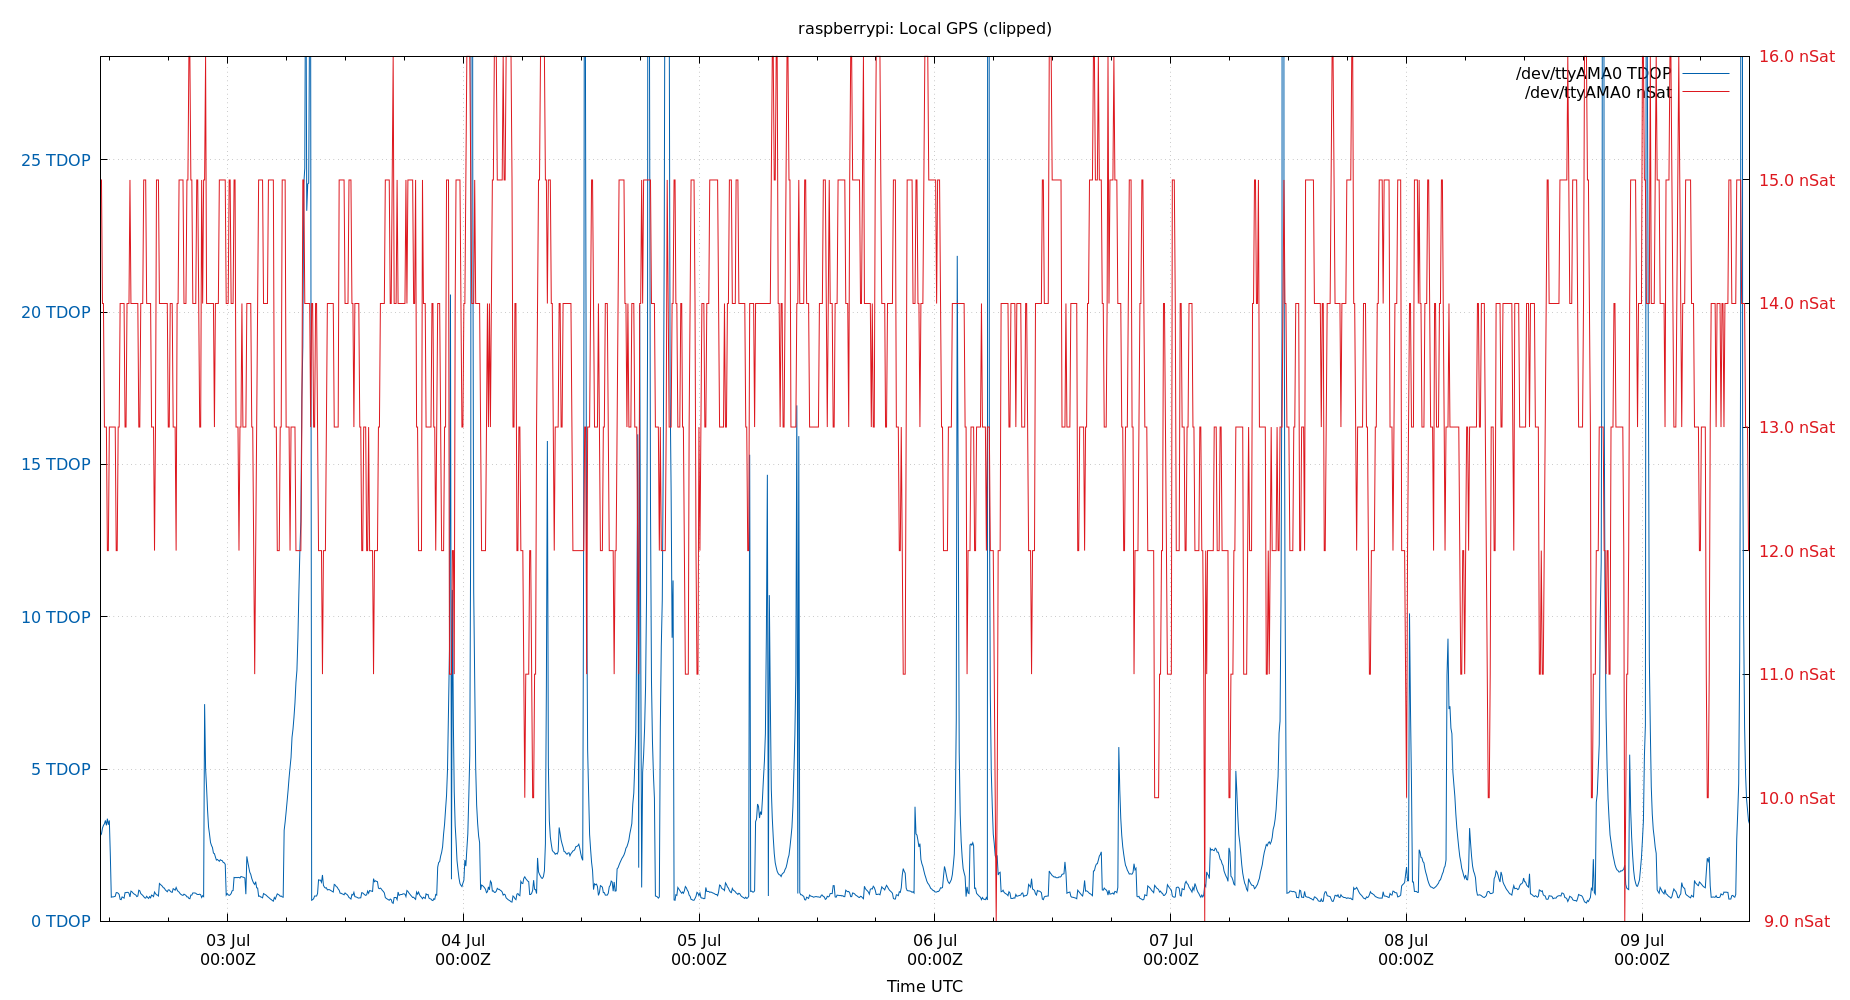 raspberrypi: Local GPS (clipped)
/dev/ttyAMA0 TDOP
/dev/ttyAMA0 nSat
25 TDOP
20 TDOP
15 TDOP
10 TDOP
5 TDOP
0 TDOP
16.0 nSat
15.0 nSat
14.0 nSat
13.0 nSat
12.0 nSat
11.0 nSat
10.0 nSat
9.0 nSat
03 Jul
00:00Z
04 Jul
00:00Z
05 Jul
00:00Z
06 Jul
00:00Z
07 Jul
00:00Z
08 Jul
00:00Z
09 Jul
00:00Z
Time UTC